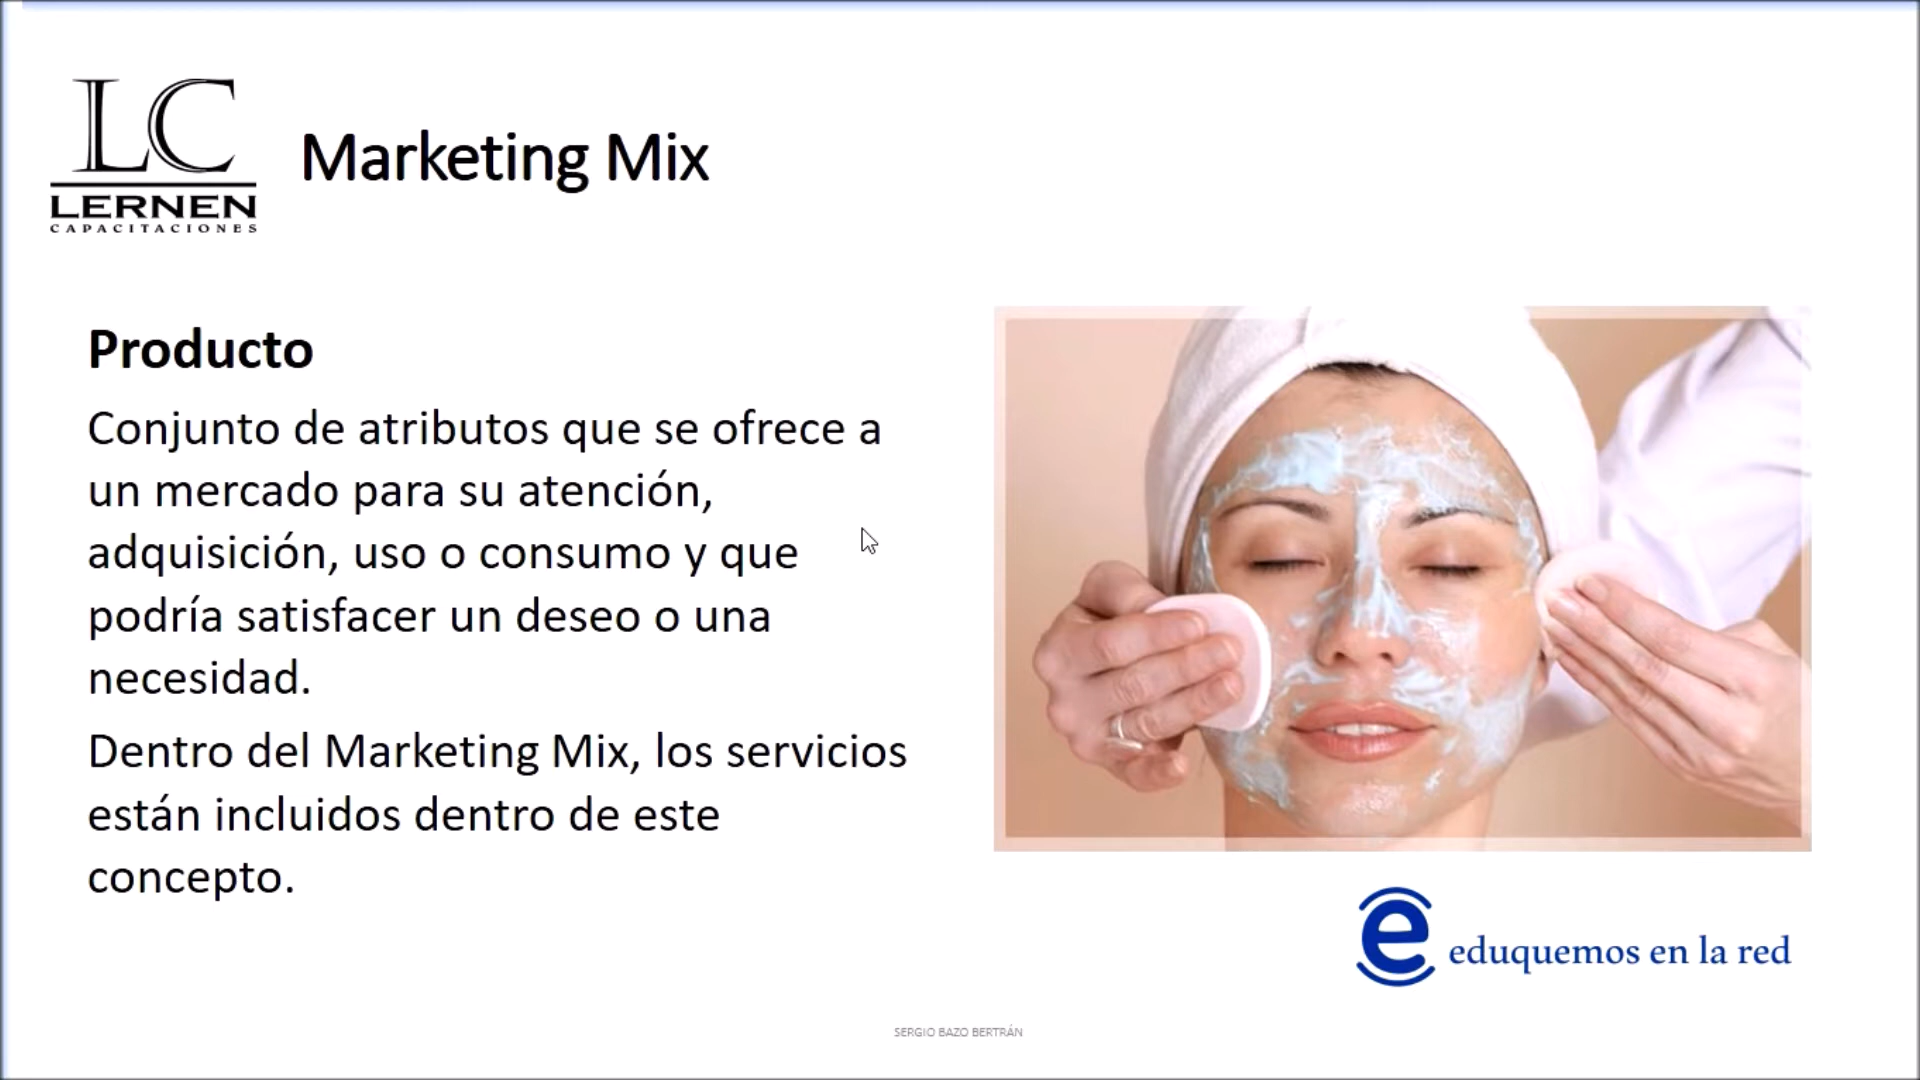 LC
LERNEN
CAPACITACIONES
Marketing Mix
Producto
Conjunto de atributos que se ofrece a
un mercado para su atención,
adquisición, uso o consumo y que
podría satisfacer un deseo o una
necesidad.
Dentro del Marketing Mix, los servicios
están incluidos dentro de este
concepto.
e eduquemos en la red
SERGIO BAZO BERTRÁN